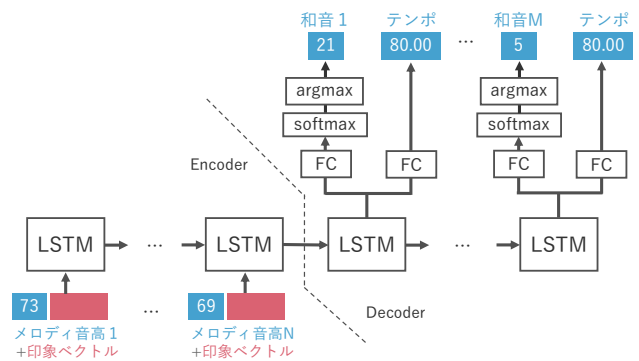 和音 1 テンポ 和音M テンポ
21 80.00 ... 5 80.00
argmax argmax
softmax softmax
Encoder FC FC FC FC
LSTM ... LSTM LSTM ... LSTM
73 ... 69 Decoder
メロディ音高 1 メロディ音高N
+印象ベクトル +印象ベクトル